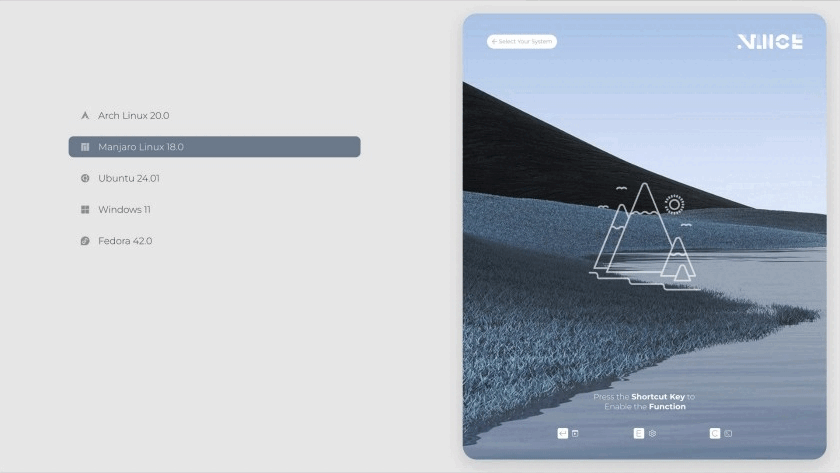 Arch Linux 20.0
Manjaro Linux 18.0
Ubuntu 24.01
Windows 11
Fedora 42.0
← Select Your System
Press the Shortcut Key to
Enable the Function
E
C